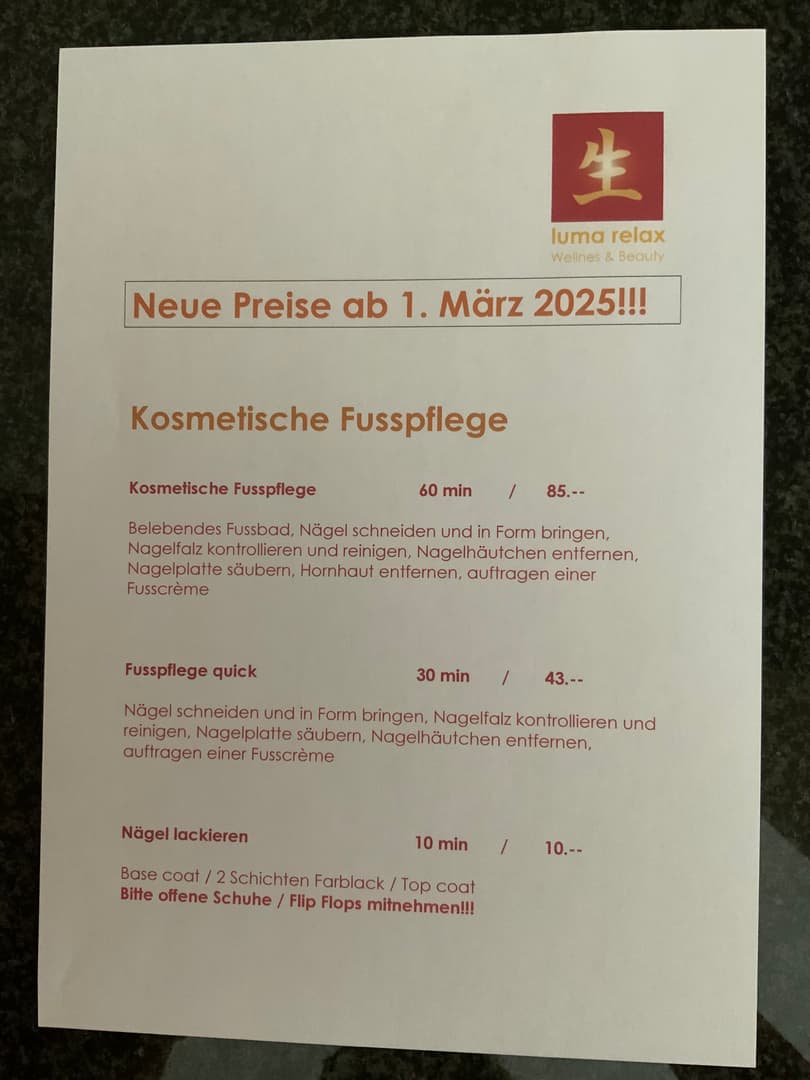 生
luma relax
Wellnes & Beauty
Neue Preise ab 1. März 2025!!!
Kosmetische Fusspflege
Kosmetische Fusspflege 60 min / 85.--
Belebendes Fussbad, Nägel schneiden und in Form bringen,
Nagelfalz kontrollieren und reinigen, Nagelhäutchen entfernen,
Nagelplatte säubern, Hornhaut entfernen, auftragen einer
Fusscrème
Fusspflege quick 30 min / 43.--
Nägel schneiden und in Form bringen, Nagelfalz kontrollieren und
reinigen, Nagelplatte säubern, Nagelhäutchen entfernen,
auftragen einer Fusscrème
Nägel lackieren 10 min / 10.--
Base coat / 2 Schichten Farblack / Top coat
Bitte offene Schuhe / Flip Flops mitnehmen!!!